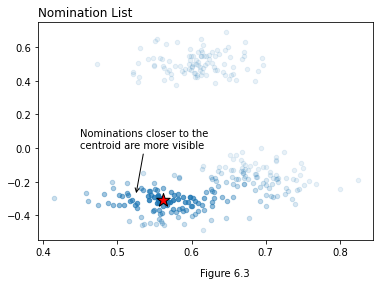 Nomination List
0.6
0.4
0.2
0.0
−0.2
−0.4
Nominations closer to the
centroid are more visible
0.4 0.5 0.6 0.7 0.8
Figure 6.3